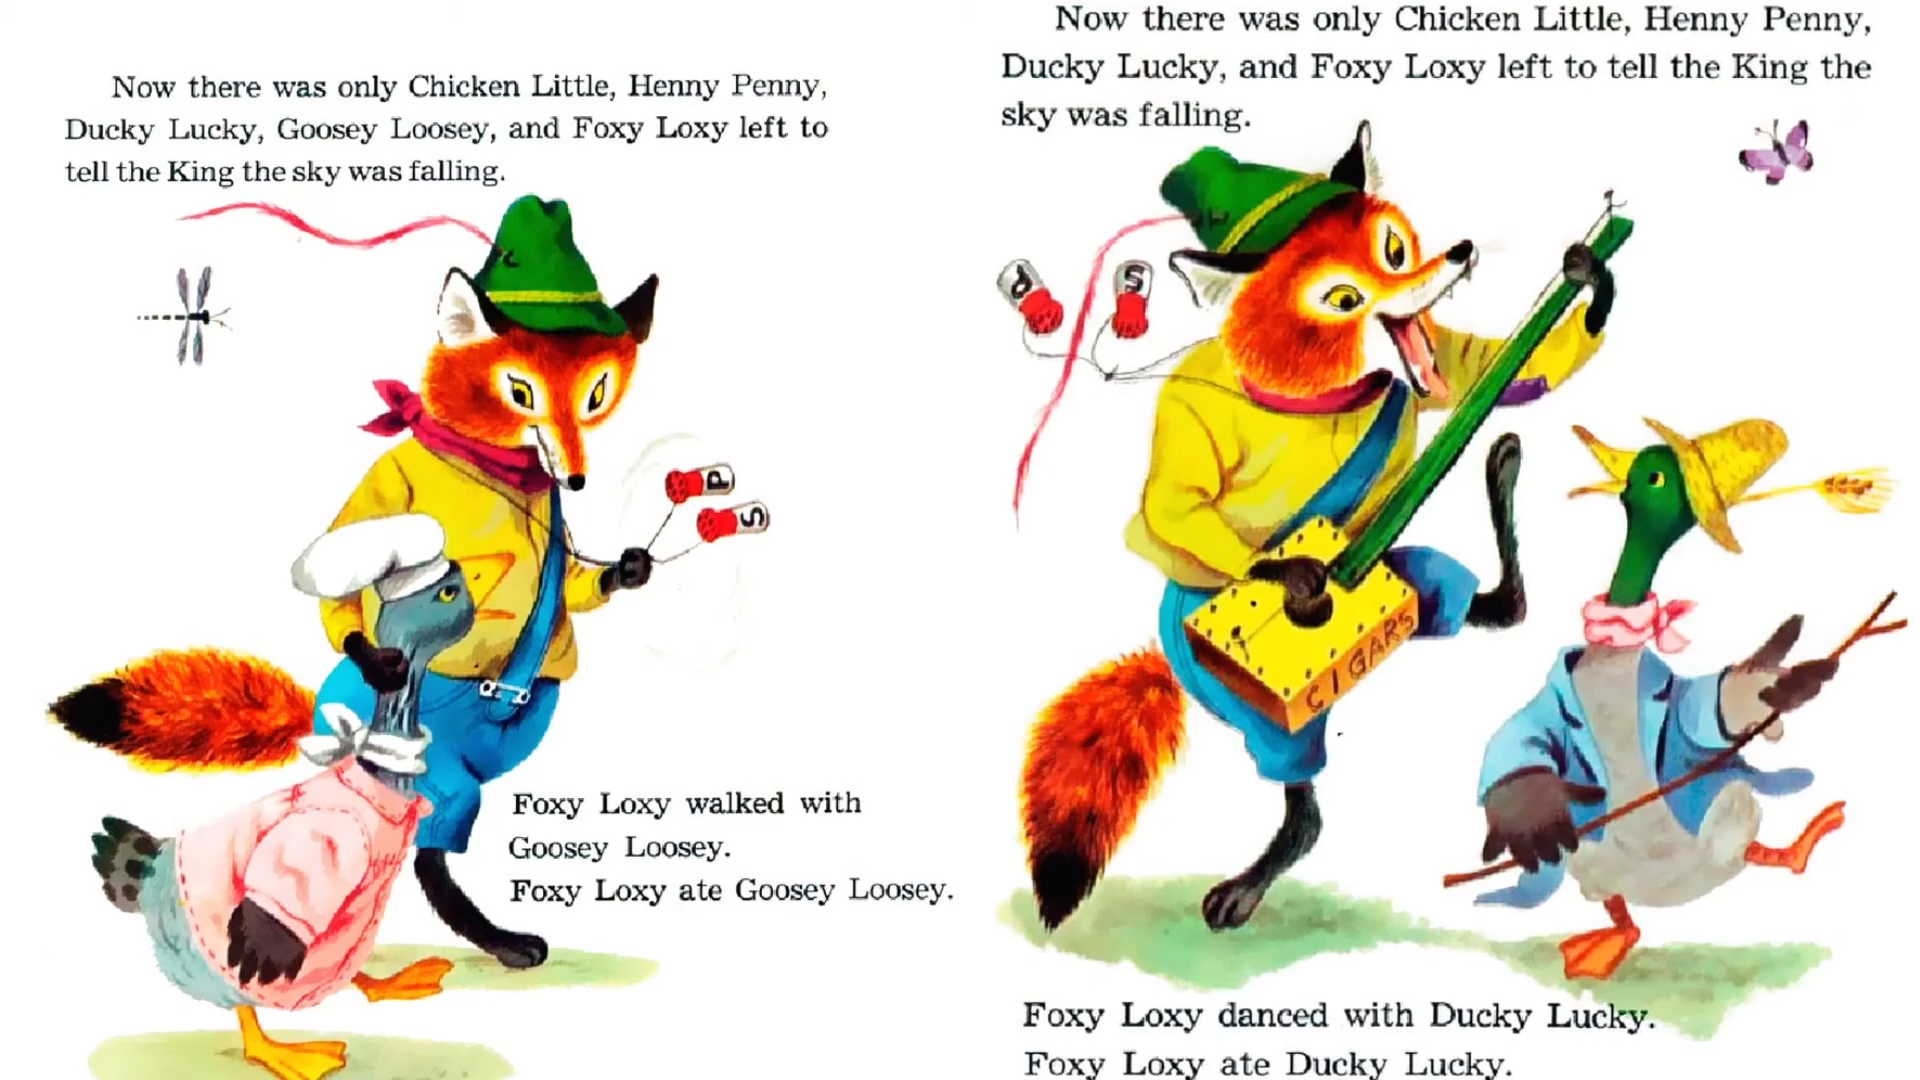 Now there was only Chicken Little, Henny Penny,
Ducky Lucky, Goosey Loosey, and Foxy Loxy left to
tell the King the sky was falling.
P
S
Foxy Loxy walked with
Goosey Loosey.
Foxy Loxy ate Goosey Loosey.
Now there was only Chicken Little, Henny Penny,
Ducky Lucky, and Foxy Loxy left to tell the King the
sky was falling.
P
S
CIGARS
Foxy Loxy danced with Ducky Lucky.
Foxy Loxy ate Ducky Lucky.